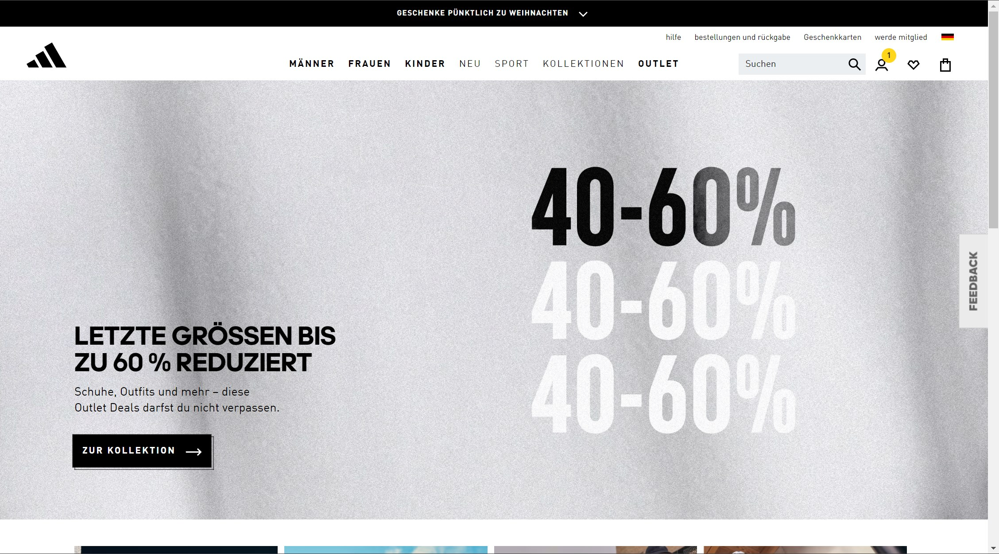 GESCHENKE PÜNKTLICH ZU WEIHNACHTEN
hilfe bestellungen und rückgabe Geschenkkarten werde mitglied
MÄNNER FRAUEN KINDER NEU SPORT KOLLEKTIONEN OUTLET Suchen 1
40-60%
40-60%
40-60%
FEEDBACK
LETZTE GRÖSSEN BIS
ZU 60 % REDUZIERT
Schuhe, Outfits und mehr – diese
Outlet Deals darfst du nicht verpassen.
ZUR KOLLEKTION